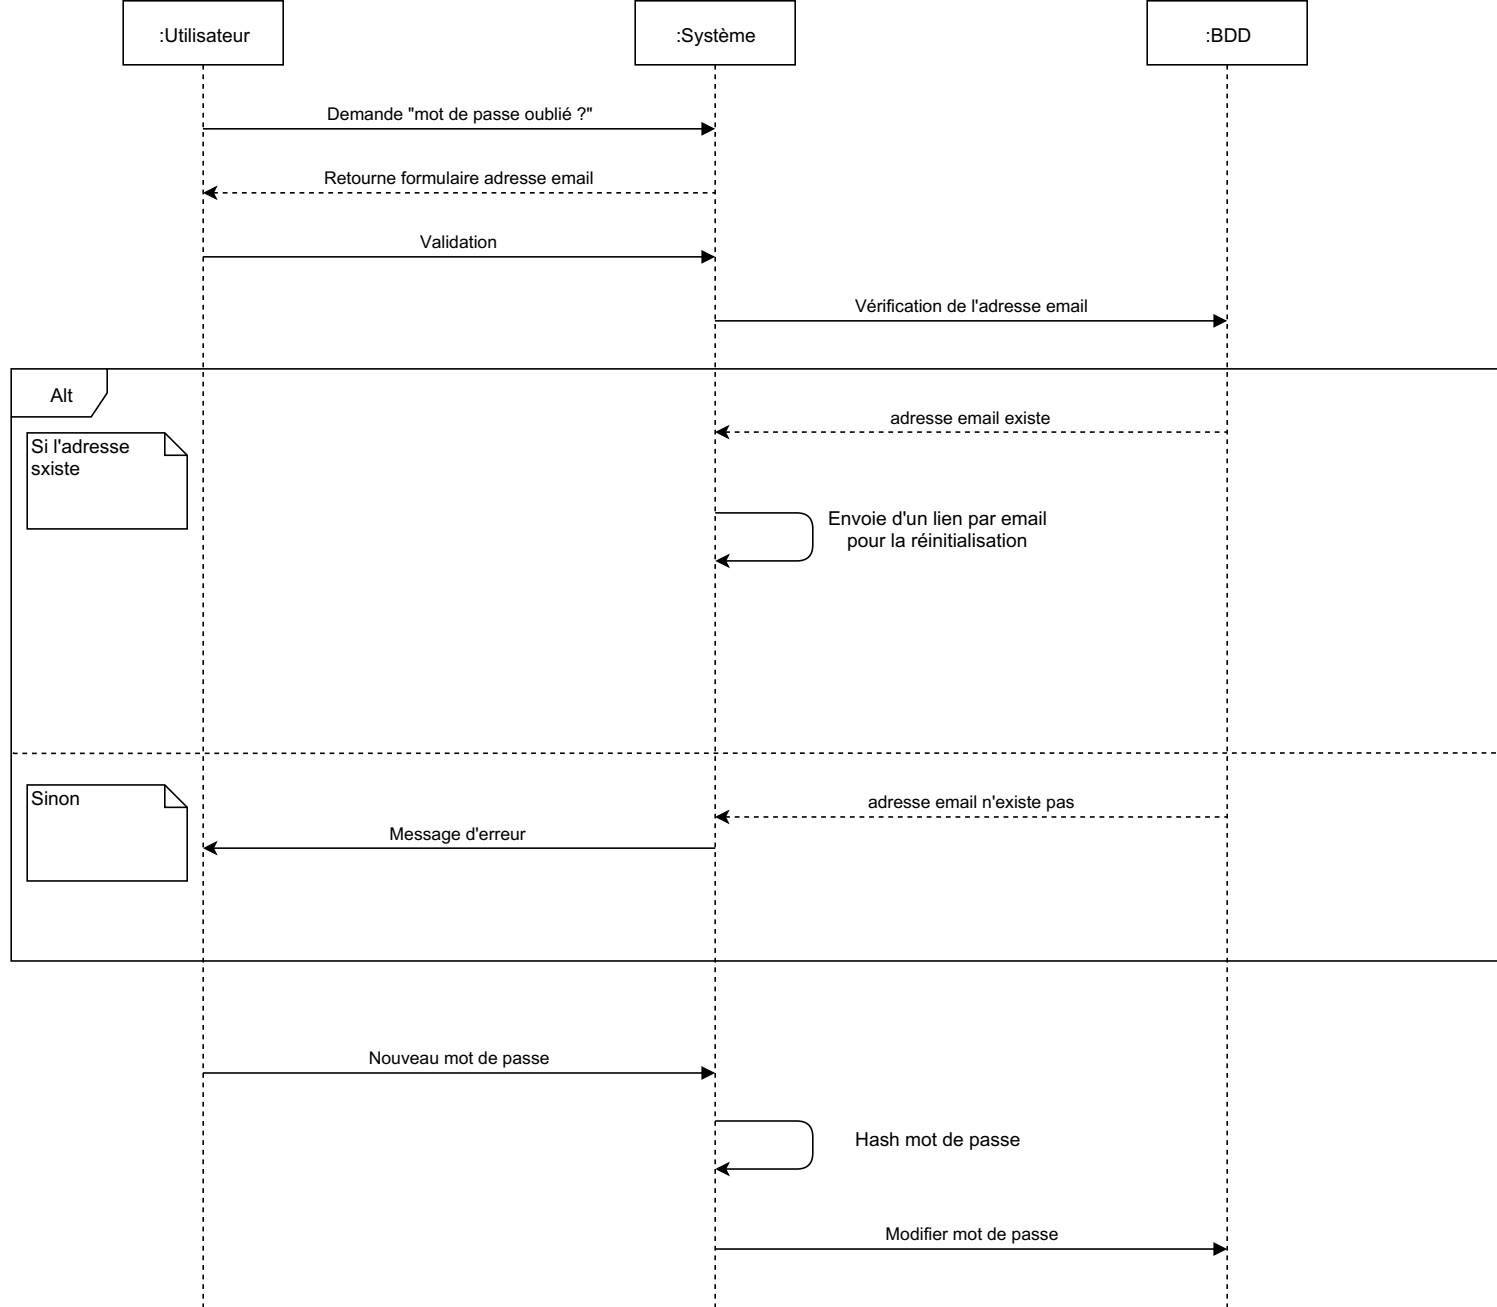 :Utilisateur
:Système
:BDD
Demande "mot de passe oublié ?"
Retourne formulaire adresse email
Validation
Vérification de l'adresse email
Alt
adresse email existe
Si l'adresse
sxiste
Envoie d'un lien par email
pour la réinitialisation
Sinon
adresse email n'existe pas
Message d'erreur
Nouveau mot de passe
Hash mot de passe
Modifier mot de passe